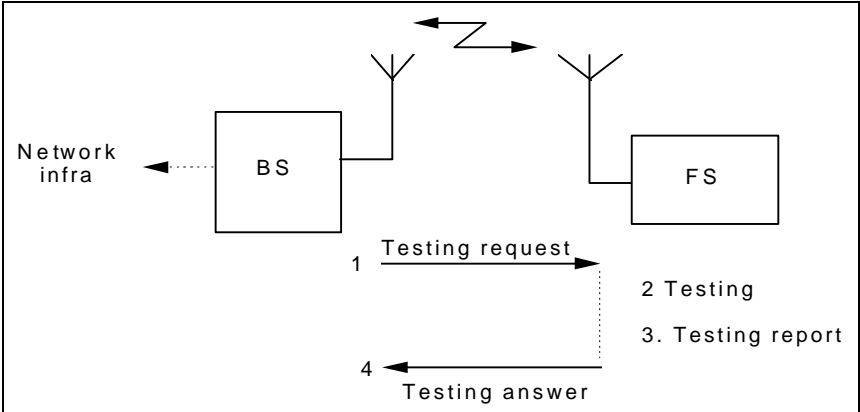 Network
infra
BS
FS
1 Testing request
2 Testing
3. Testing report
4
Testing answer